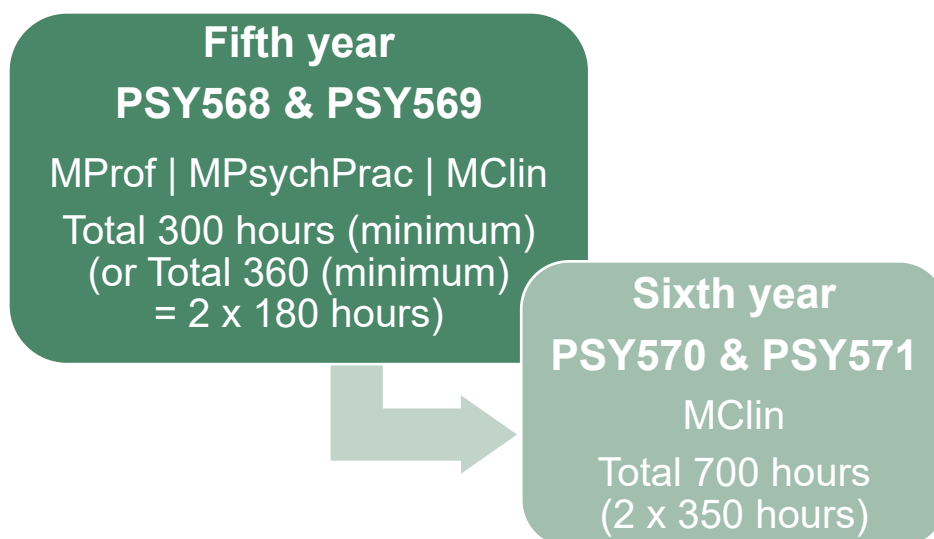 Fifth year
PSY568 & PSY569
MProf | MPsychPrac | MClin
Total 300 hours (minimum)
(or Total 360 (minimum)
= 2 x 180 hours)
Sixth year
PSY570 & PSY571
MClin
Total 700 hours
(2 x 350 hours)